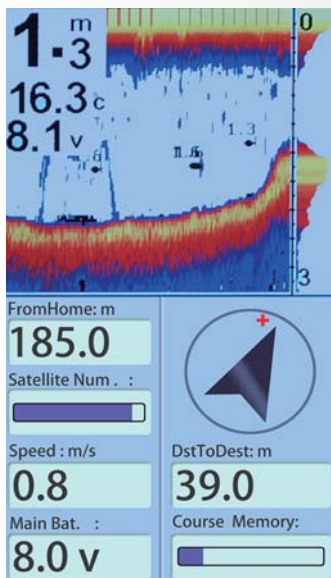 1.3 m
16.3 c
8.1 v
0
1.3
3
FromHome: m
185.0
Satellite Num . :
Speed : m/s
0.8
DstToDest: m
39.0
Main Bat. :
8.0 v
Course Memory: